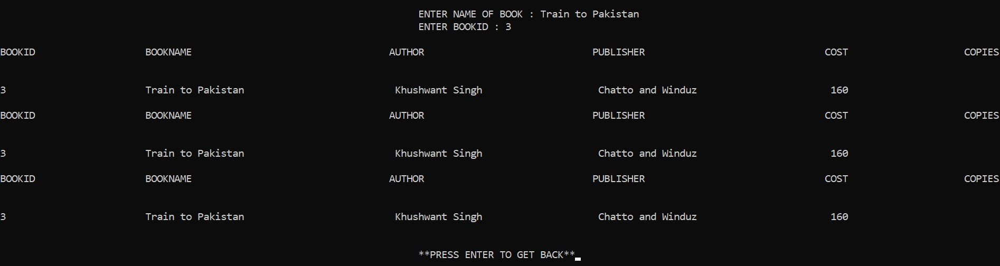 ENTER NAME OF BOOK : Train to Pakistan
ENTER BOOKID : 3
BOOKID BOOKNAME AUTHOR PUBLISHER COST COPIES
3 Train to Pakistan Khushwant Singh Chatto and Winduz 160
BOOKID BOOKNAME AUTHOR PUBLISHER COST COPIES
3 Train to Pakistan Khushwant Singh Chatto and Winduz 160
BOOKID BOOKNAME AUTHOR PUBLISHER COST COPIES
3 Train to Pakistan Khushwant Singh Chatto and Winduz 160
**PRESS ENTER TO GET BACK**